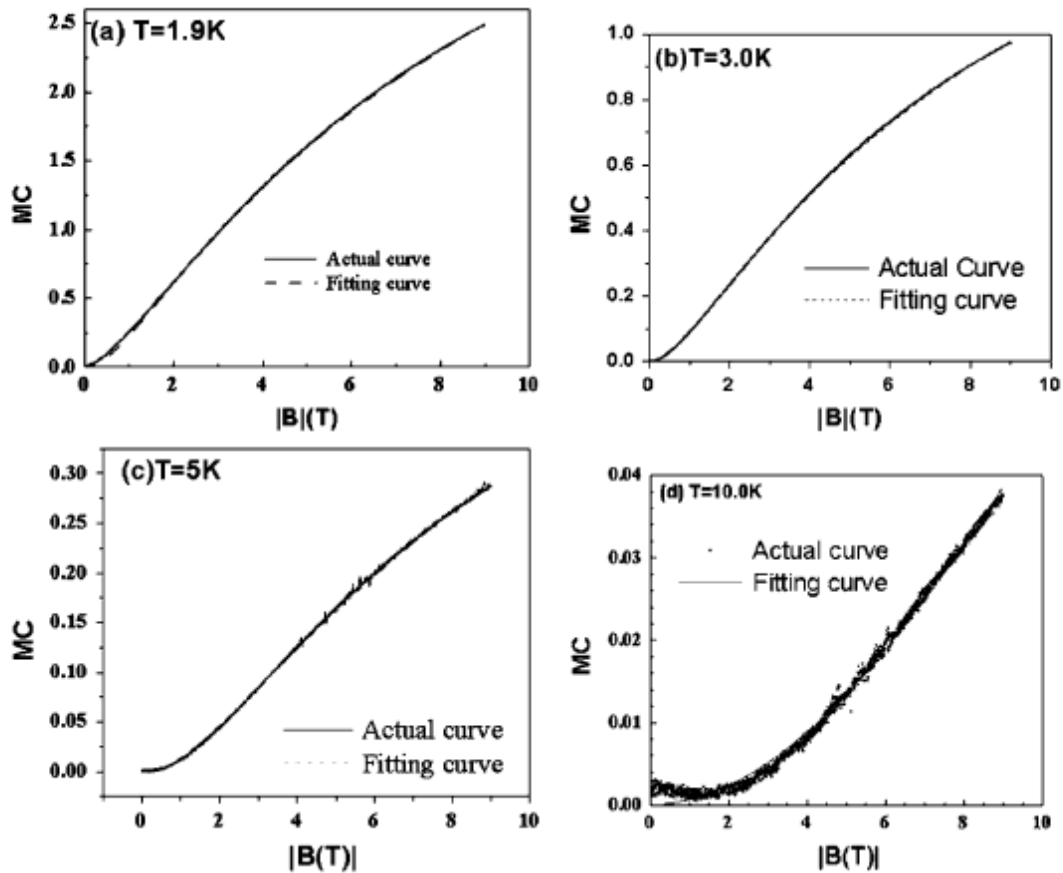 (a) T=1.9K
2.5
2.0
1.5
1.0
0.5
0.0
MC
Actual curve
Fitting curve
0 2 4 6 8 10
|B|(T)
(b)T=3.0K
1.0
0.8
0.6
0.4
0.2
0.0
MC
Actual Curve
Fitting curve
0 2 4 6 8 10
|B|(T)
(c)T=5K
0.30
0.25
0.20
0.15
0.10
0.05
0.00
MC
Actual curve
Fitting curve
0 2 4 6 8 10
|B(T)|
(d) T=10.0K
0.04
0.03
0.02
0.01
0.00
MC
Actual curve
Fitting curve
0 2 4 6 8 10
|B(T)|